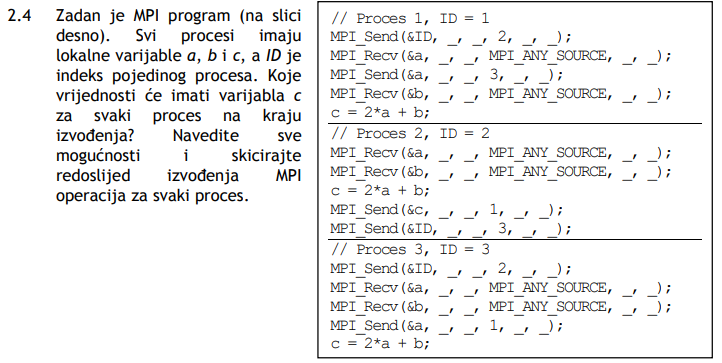 2.4 Zadan je MPI program (na slici
desno). Svi procesi imaju
lokalne varijable a, b i c, a ID je
indeks pojedinog procesa. Koje
vrijednosti će imati varijabla c
za svaki proces na kraju
izvođenja? Navedite sve
mogućnosti i skicirajte
redoslijed izvođenja MPI
operacija za svaki proces.
// Proces 1, ID = 1
MPI_Send(&ID, _, _, 2, _, _);
MPI_Recv(&a, _, _, MPI_ANY_SOURCE, _, _);
MPI_Send(&a, _, _, 3, _, _);
MPI_Recv(&b, _, _, MPI_ANY_SOURCE, _, _);
c = 2*a + b;
// Proces 2, ID = 2
MPI_Recv(&a, _, _, MPI_ANY_SOURCE, _, _);
MPI_Recv(&b, _, _, MPI_ANY_SOURCE, _, _);
c = 2*a + b;
MPI_Send(&c, _, _, 1, _, _);
MPI_Send(&ID, _, _, 3, _, _);
// Proces 3, ID = 3
MPI_Send(&ID, _, _, 2, _, _);
MPI_Recv(&a, _, _, MPI_ANY_SOURCE, _, _);
MPI_Recv(&b, _, _, MPI_ANY_SOURCE, _, _);
MPI_Send(&a, _, _, 1, _, _);
c = 2*a + b;